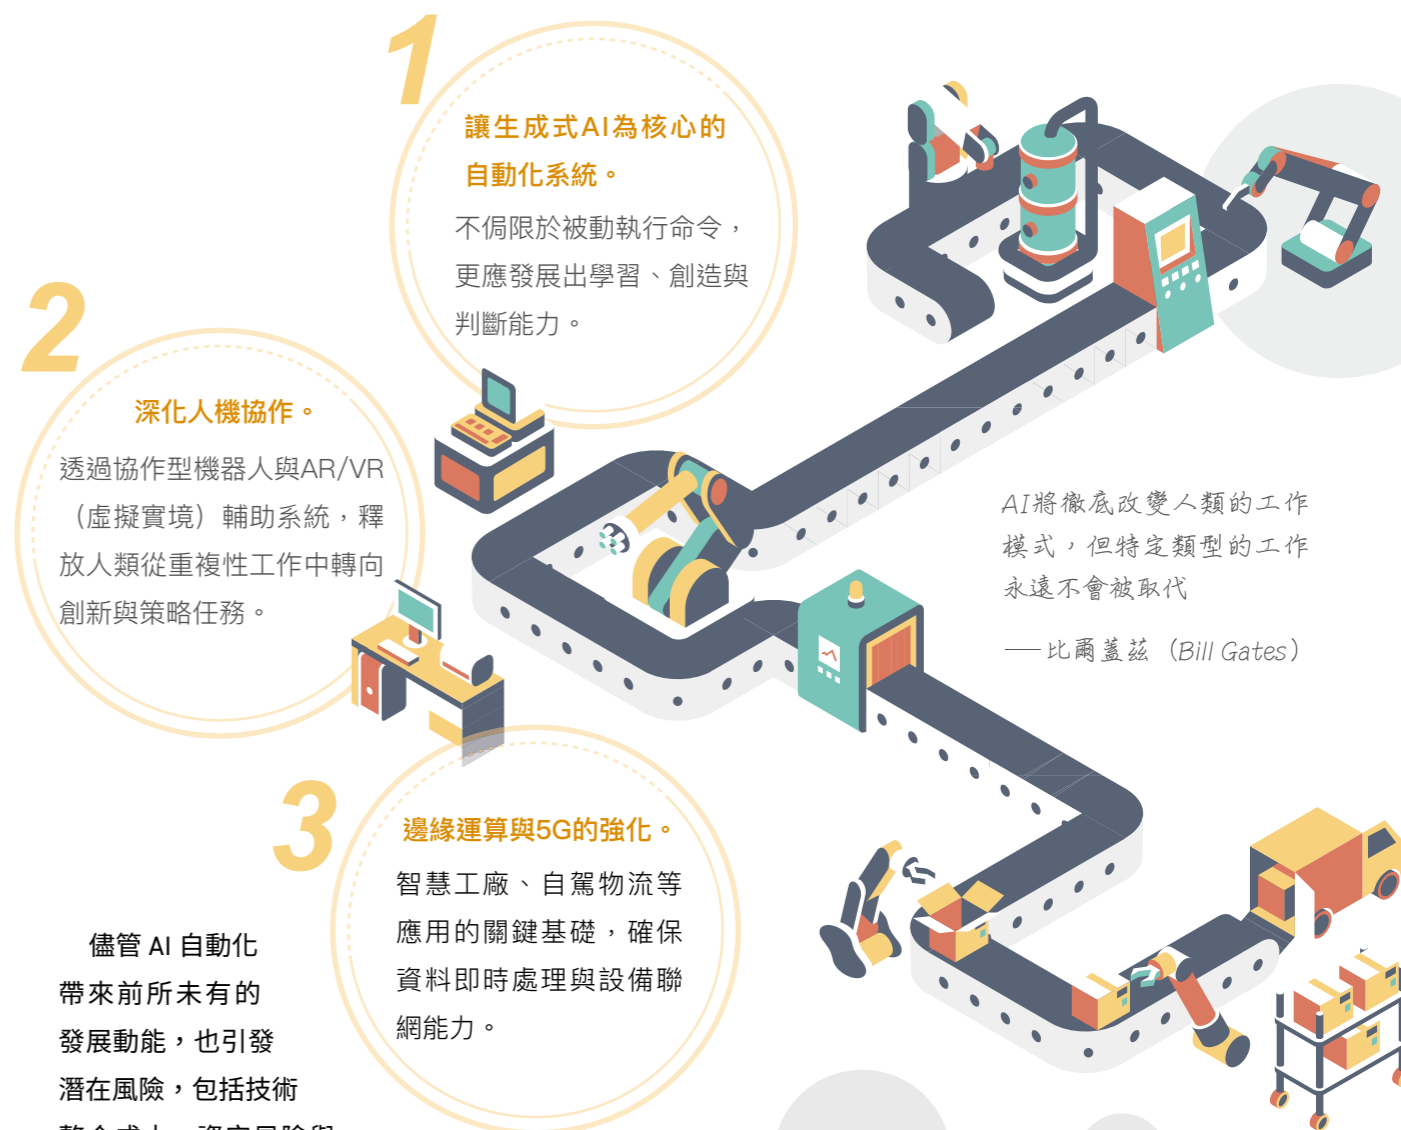 1
讓生成式AI為核心的
自動化系統。
不侷限於被動執行命令，
更應發展出學習、創造與
判斷能力。
2
深化人機協作。
透過協作型機器人與AR/VR
（虛擬實境）輔助系統，釋
放人類從重複性工作中轉向
創新與策略任務。
AI將徹底改變人類的工作
模式，但特定類型的工作
永遠不會被取代
──比爾蓋茲（Bill Gates）
3
邊緣運算與5G的強化。
智慧工廠、自駕物流等
應用的關鍵基礎，確保
資料即時處理與設備聯
網能力。
儘管 AI 自動化
帶來前所未有的
發展動能，也引發
潛在風險，包括技術